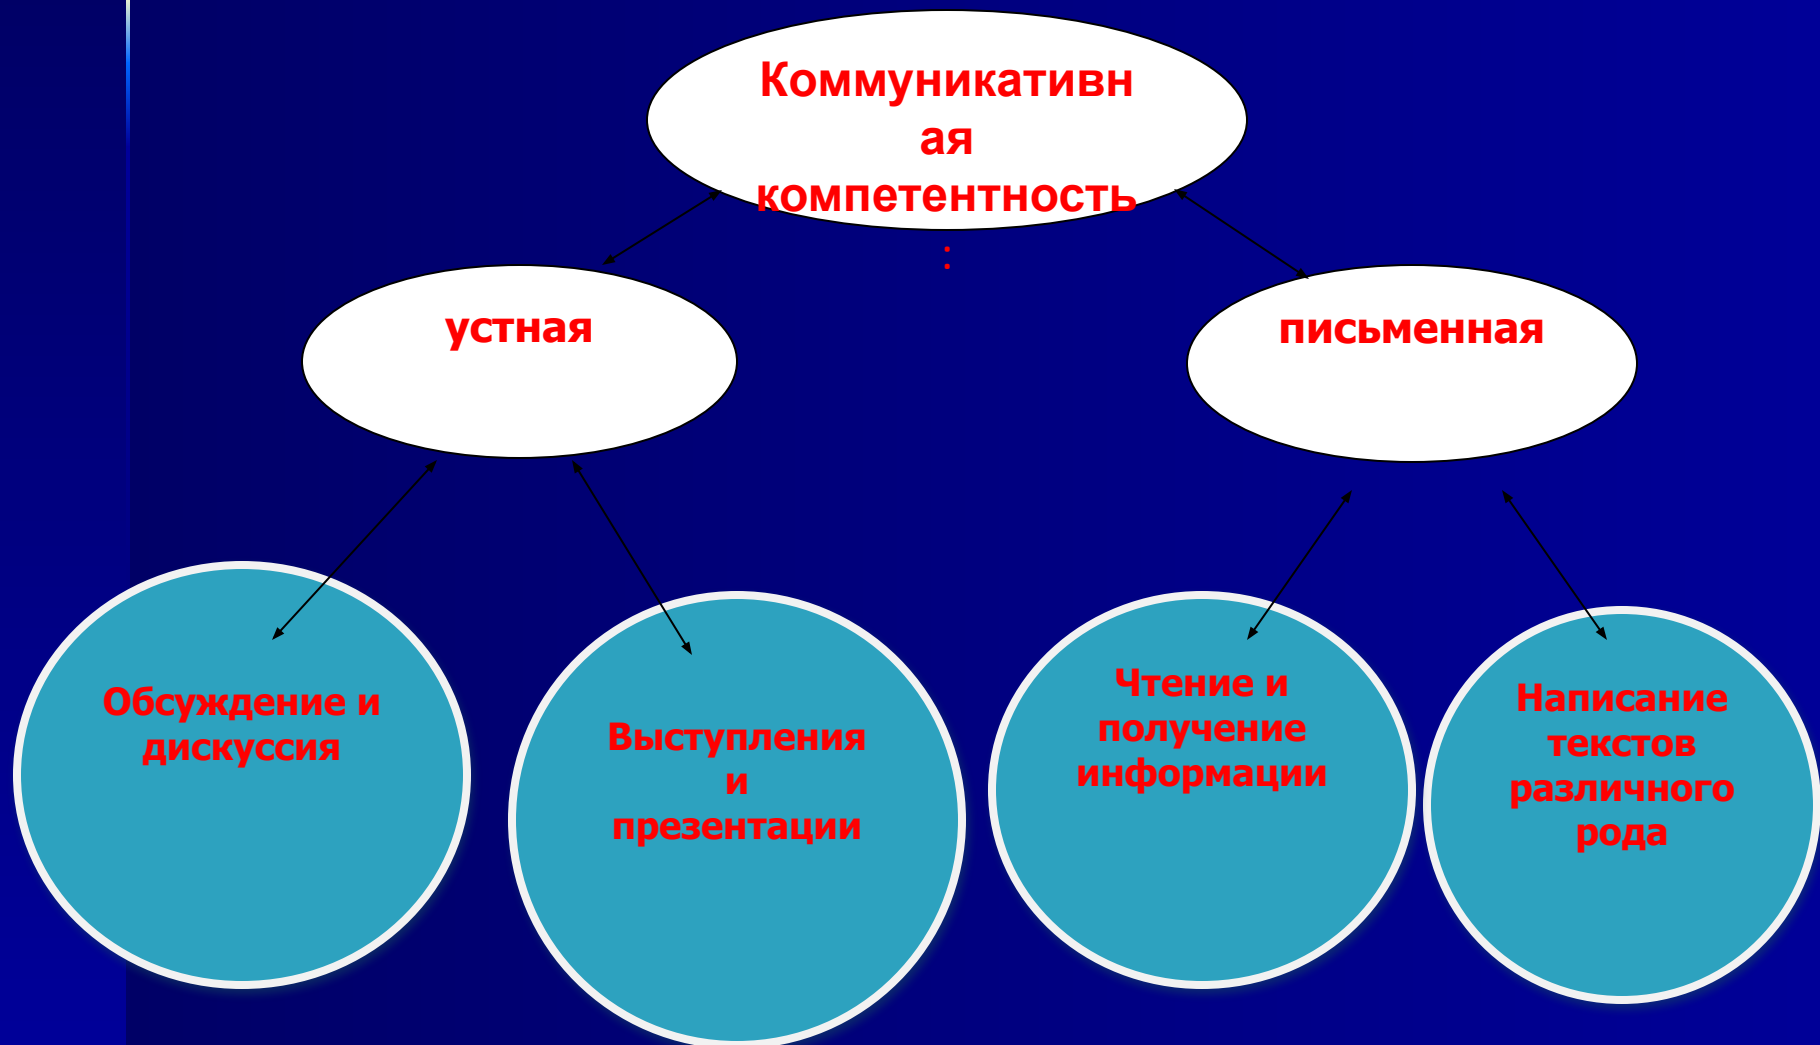 Коммуникативн
ая
компетентность
:
устная
письменная
Обсуждение и
дискуссия
Выступления
и
презентации
Чтение и
получение
информации
Написание
текстов
различного
рода